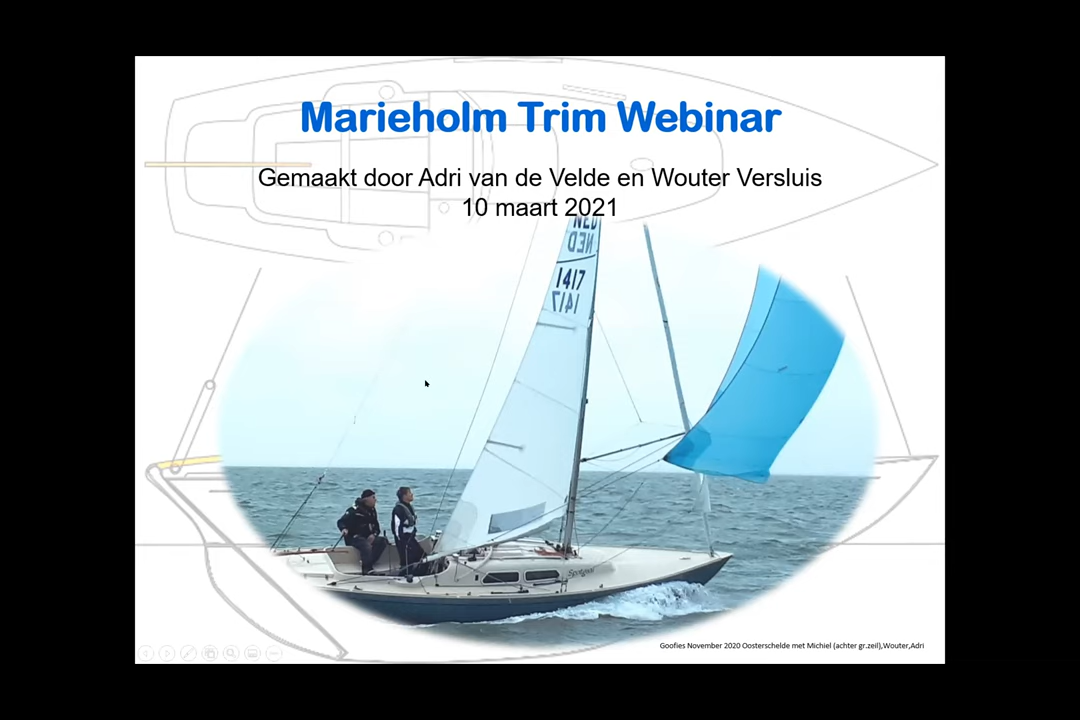 Marieholm Trim Webinar
Gemaakt door Adri van de Velde en Wouter Versluis
10 maart 2021
NED
NED
1417
1417
Goofies November 2020 Oosterschelde met Michiel (achter gr.zeil),Wouter,Adri